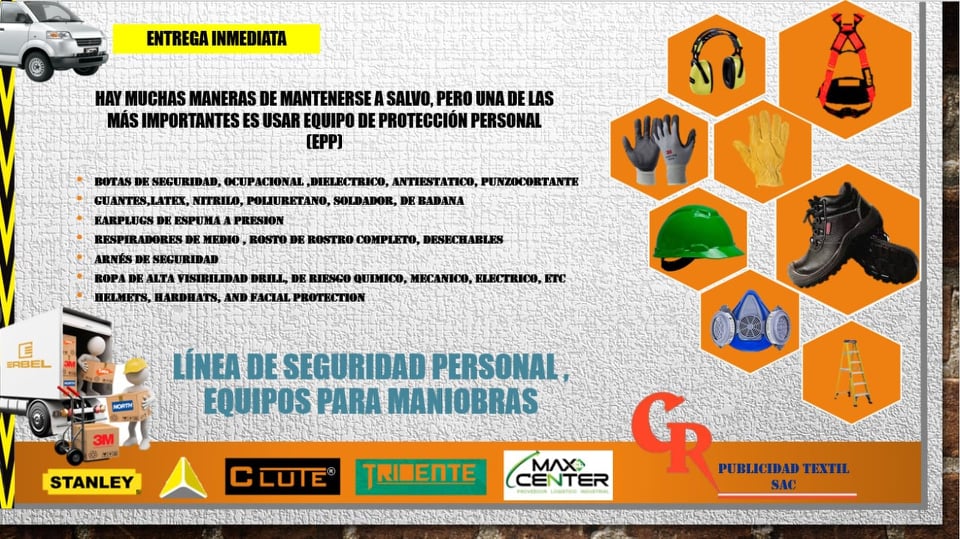 ENTREGA INMEDIATA
HAY MUCHAS MANERAS DE MANTENERSE A SALVO, PERO UNA DE LAS
MÁS IMPORTANTES ES USAR EQUIPO DE PROTECCIÓN PERSONAL
(EPP)
• BOTAS DE SEGURIDAD, OCUPACIONAL ,DIELECTRICO, ANTIESTATICO, PUNZOCORTANTE
• GUANTES,LATEX, NITRILO, POLIURETANO, SOLDADOR, DE BADANA
• EARPLUGS DE ESPUMA A PRESION
• RESPIRADORES DE MEDIO , ROSTO DE ROSTRO COMPLETO, DESECHABLES
• ARNÉS DE SEGURIDAD
• ROPA DE ALTA VISIBILIDAD DRILL, DE RIESGO QUIMICO, MECANICO, ELECTRICO, ETC
• HELMETS, HARDHATS, AND FACIAL PROTECTION
ERBEL
3M
NORTH
3M
3M
LÍNEA DE SEGURIDAD PERSONAL ,
EQUIPOS PARA MANIOBRAS
STANLEY
CLUTE®
TRIDENTE
MAX CENTER
PROVEEDOR LOGISTICO INDUSTRIAL
CR
PUBLICIDAD TEXTIL
SAC